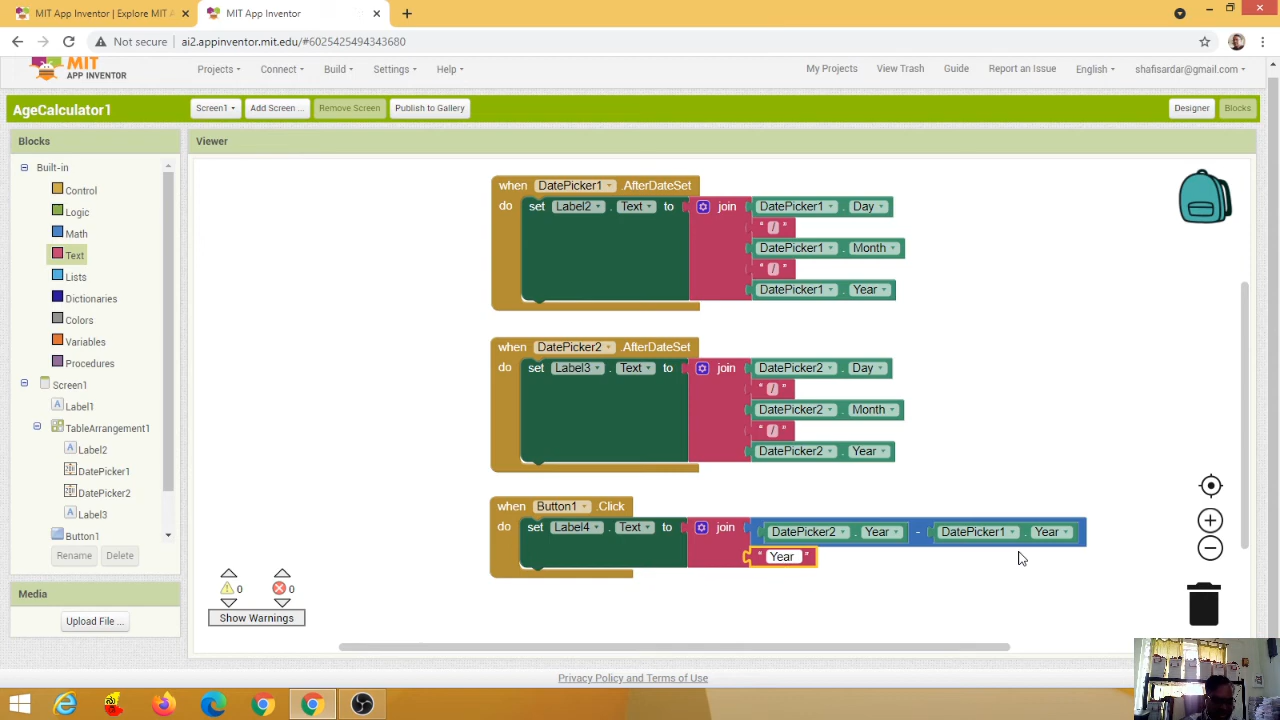 MIT App Inventor | Explore MIT A
MIT App Inventor
Not secure | ai2.appinventor.mit.edu/#6025425494343680
MIT
APP INVENTOR
Projects
Connect
Build
Settings
Help
My Projects
View Trash
Guide
Report an Issue
English
shafisardar@gmail.com
AgeCalculator1
Screen1
Add Screen ...
Remove Screen
Publish to Gallery
Designer
Blocks
Blocks
Built-in
Control
Logic
Math
Text
Lists
Dictionaries
Colors
Variables
Procedures
Screen1
Label1
TableArrangement1
Label2
DatePicker1
DatePicker2
Label3
Button1
Rename
Delete
Media
Upload File ...
Viewer
when DatePicker1 .AfterDateSet
do set Label2 . Text to join DatePicker1 . Day
" / "
DatePicker1 . Month
" / "
DatePicker1 . Year
when DatePicker2 .AfterDateSet
do set Label3 . Text to join DatePicker2 . Day
" / "
DatePicker2 . Month
" / "
DatePicker2 . Year
when Button1 .Click
do set Label4 . Text to join DatePicker2 . Year - DatePicker1 . Year
" Year "
0
0
Show Warnings
Privacy Policy and Terms of Use